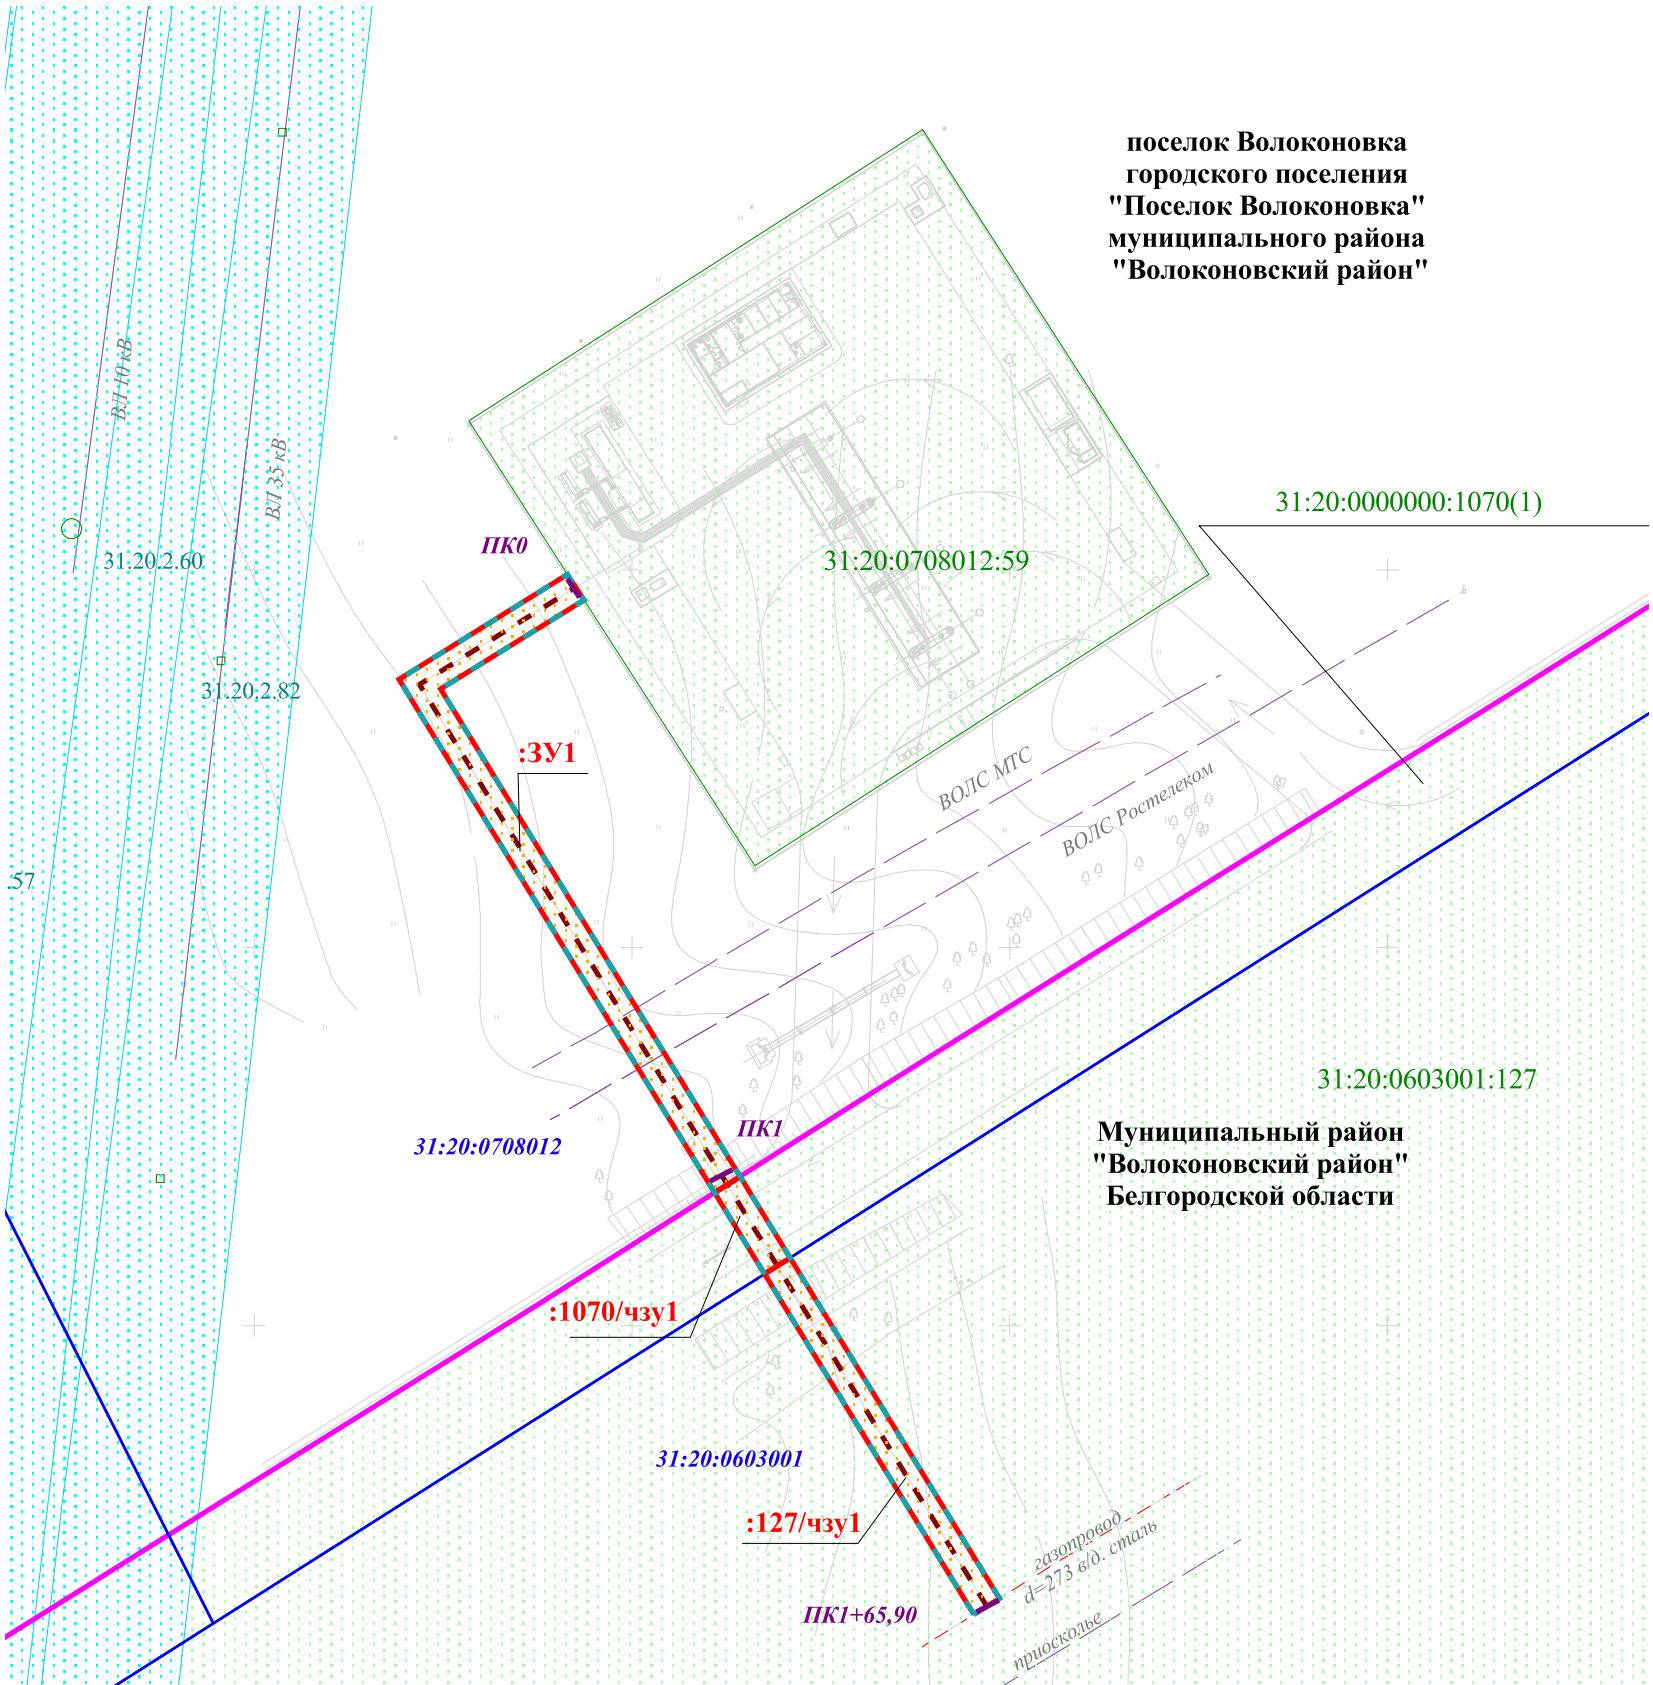 поселок Волоконовка
городского поселения
"Поселок Волоконовка"
муниципального района
"Волоконовский район"
ВЛ 10 кВ
ВЛ 35 кВ
31:20:0000000:1070(1)
ПК0
31:20:0708012:59
31.20.2.60
31.20.2.82
:ЗУ1
ВОЛС МТС
ВОЛС Ростелеком
.57
31:20:0603001:127
ПК1
31:20:0708012
Муниципальный район
"Волоконовский район"
Белгородской области
:1070/чзу1
31:20:0603001
:127/чзу1
газопровод
d=273 в/д. сталь
ПК1+65,90
приосколье